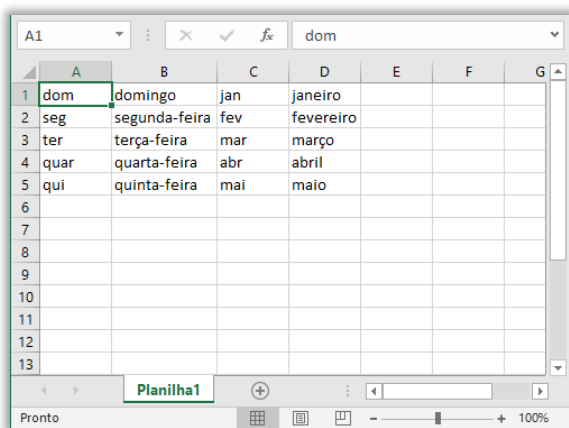 A1 fx dom
A B C D E F G
1 dom domingo jan janeiro
2 seg segunda-feira fev fevereiro
3 ter terça-feira mar março
4 quar quarta-feira abr abril
5 qui quinta-feira mai maio
6
7
8
9
10
11
12
13
Planilha1
Pronto 100%